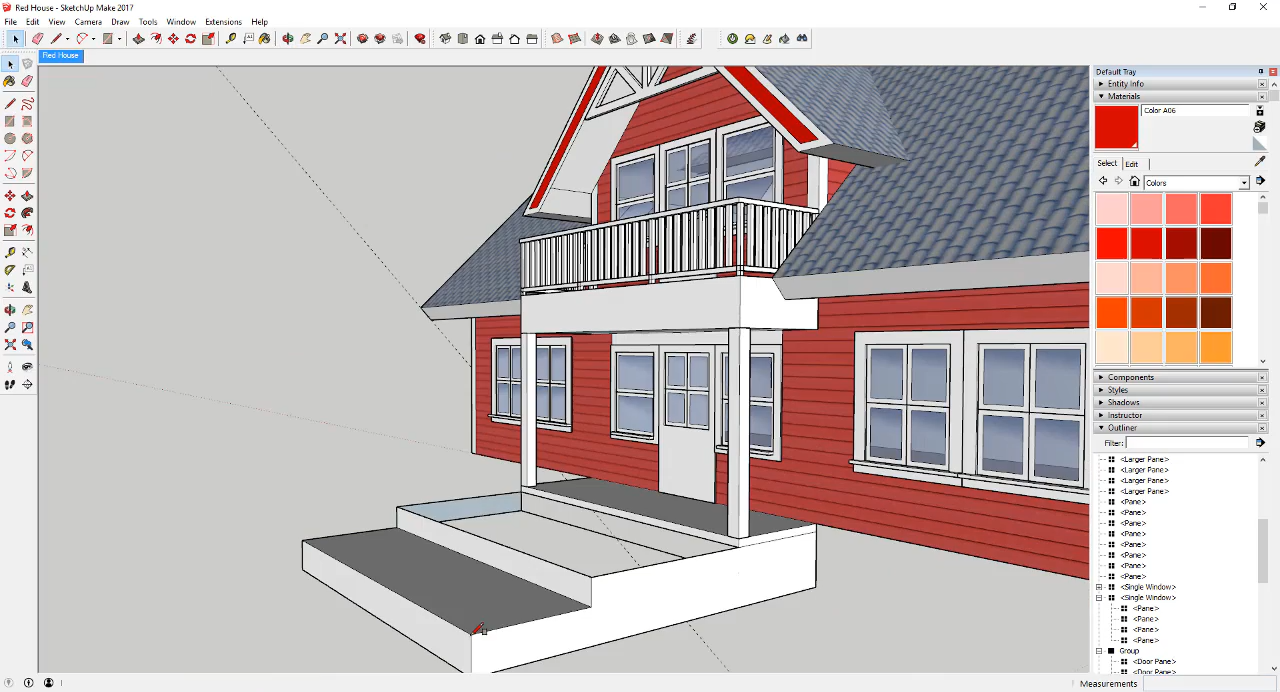 Red House - SketchUp Make 2017
File Edit View Camera Draw Tools Window Extensions Help
Red House
Default Tray
Entity Info
Materials
Color A06
Select Edit
Colors
Components
Styles
Shadows
Instructor
Outliner
Filter:
<Larger Pane>
<Larger Pane>
<Larger Pane>
<Larger Pane>
<Pane>
<Pane>
<Pane>
<Pane>
<Pane>
<Pane>
<Pane>
<Pane>
<Single Window>
<Single Window>
<Pane>
<Pane>
<Pane>
<Pane>
Group
<Door Pane>
<Door Pane>
Measurements